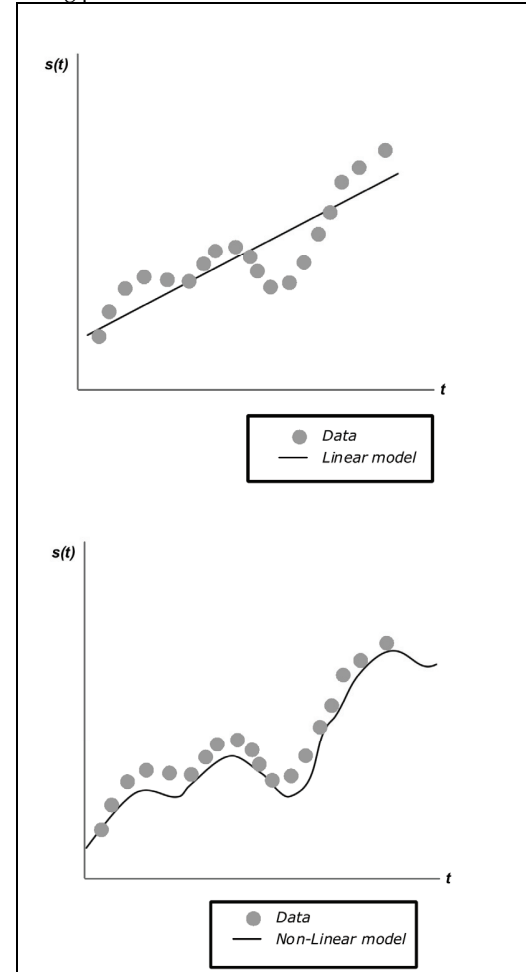 s(t)
t
Data
Linear model
s(t)
t
Data
Non-Linear model